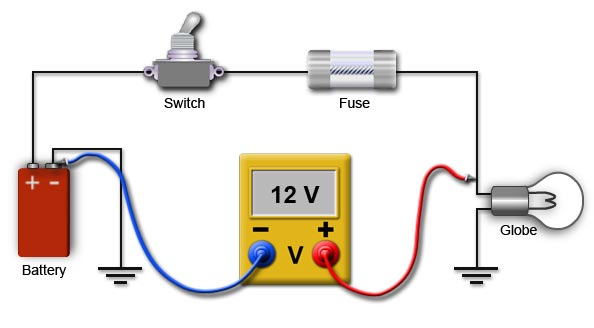 Switch
Fuse
+ -
12 V
- V +
Globe
Battery